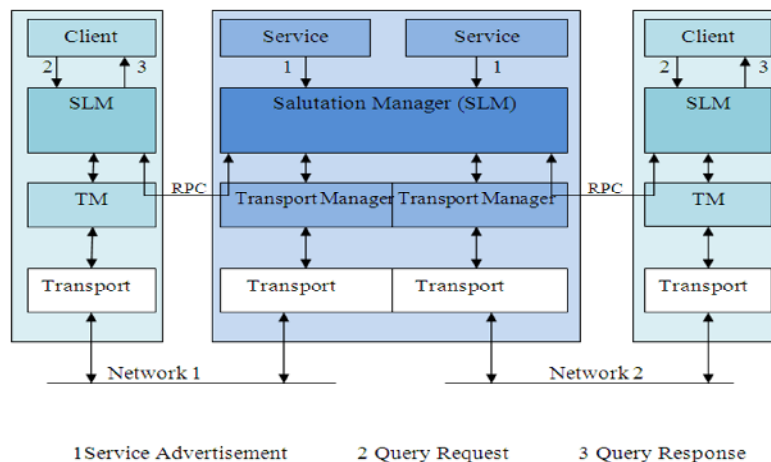 Client Service Service Client
2 3 1 1 2 3
SLM Salutation Manager (SLM) SLM
RPC RPC
TM Transport Manager Transport Manager TM
Transport Transport Transport Transport
Network 1 Network 2
1Service Advertisement 2 Query Request 3 Query Response